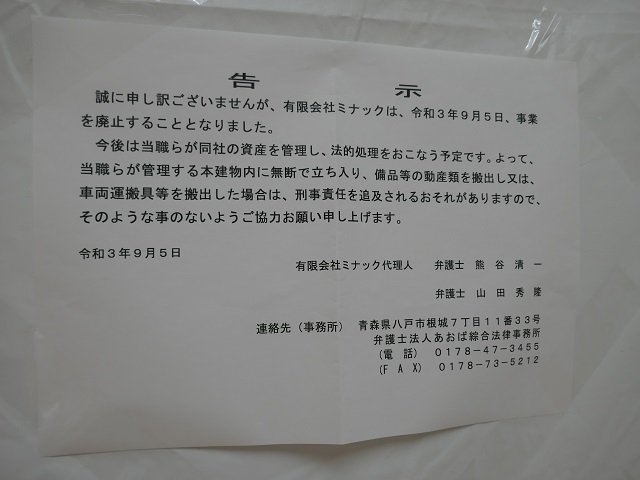 告　示
誠に申し訳ございませんが、有限会社ミナックは、令和３年９月５日、事業
を廃止することとなりました。
今後は当職らが同社の資産を管理し、法的処理をおこなう予定です。よって、
当職らが管理する本建物内に無断で立ち入り、備品等の動産類を搬出し又は、
車両運搬具等を搬出した場合は、刑事責任を追及されるおそれがありますので、
そのような事のないようご協力お願い申し上げます。
令和３年９月５日
有限会社ミナック代理人　弁護士　熊　谷　清　一
弁護士　山　田　秀　隆
連絡先（事務所）　青森県八戸市根城７丁目１１番３３号
弁護士法人あおば綜合法律事務所
（電　話）　０１７８－４７－３４５５
（ＦＡＸ）　０１７８－７３－５２１２